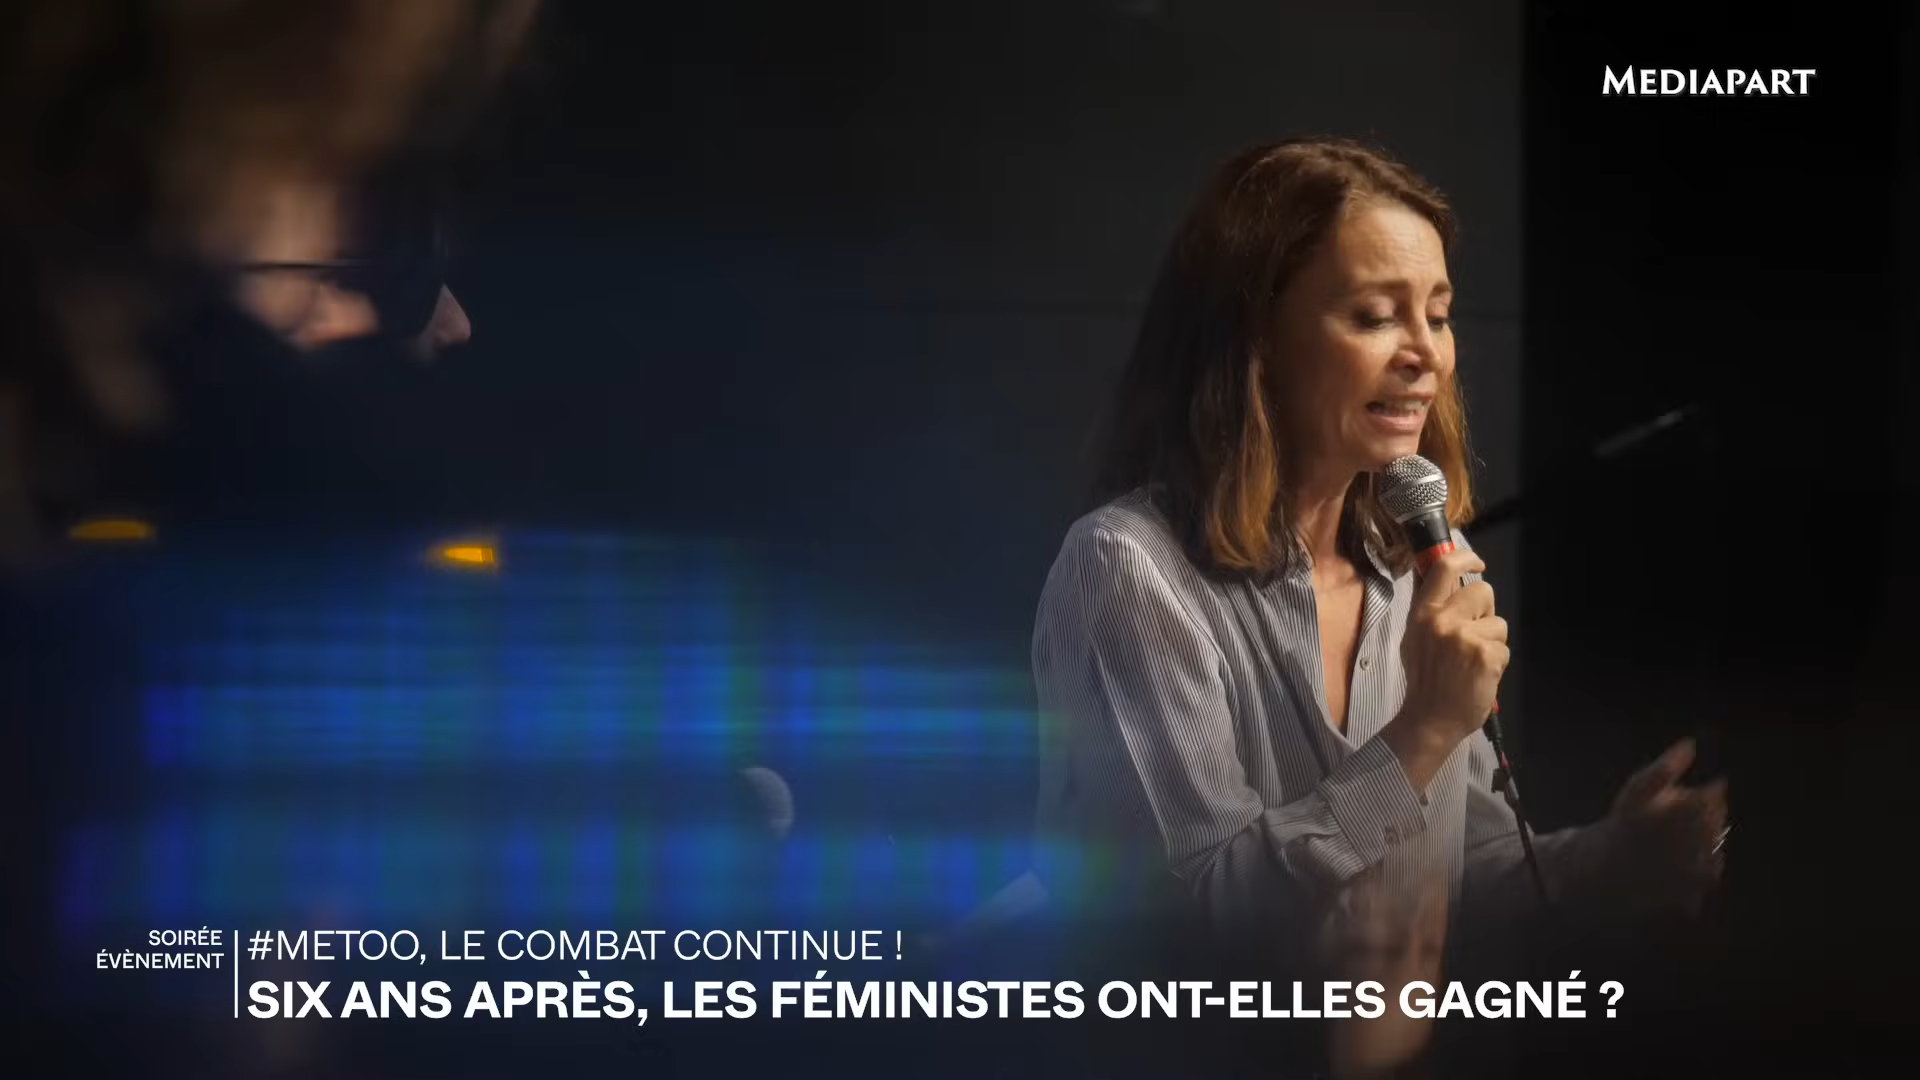 MEDIAPART
SOIRÉE
ÉVÈNEMENT
#METOO, LE COMBAT CONTINUE !
SIX ANS APRÈS, LES FÉMINISTES ONT-ELLES GAGNÉ ?